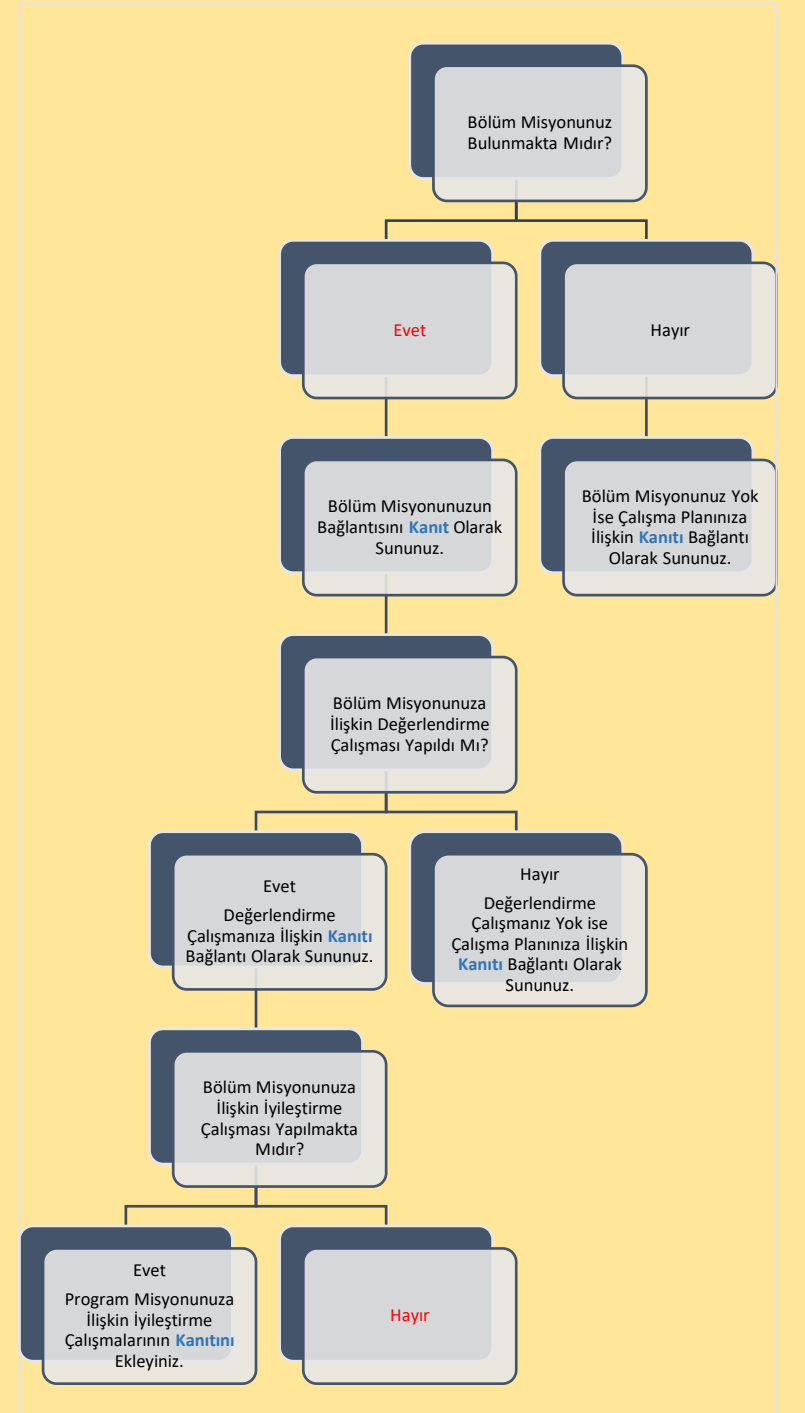 Bölüm Misyonunuz
Bulunmakta Mıdır?
Evet
Hayır
Bölüm Misyonunuzun
Bağlantısını Kanıt Olarak
Sununuz.
Bölüm Misyonunuz Yok
İse Çalışma Planınıza
İlişkin Kanıtı Bağlantı
Olarak Sununuz.
Bölüm Misyonunuza
İlişkin Değerlendirme
Çalışması Yapıldı Mı?
Evet
Değerlendirme
Çalışmanıza İlişkin Kanıtı
Bağlantı Olarak Sununuz.
Hayır
Değerlendirme
Çalışmanız Yok ise
Çalışma Planınıza İlişkin
Kanıtı Bağlantı Olarak
Sununuz.
Bölüm Misyonunuza
İlişkin İyileştirme
Çalışması Yapılmakta
Mıdır?
Evet
Program Misyonunuza
İlişkin İyileştirme
Çalışmalarının Kanıtını
Ekleyiniz.
Hayır